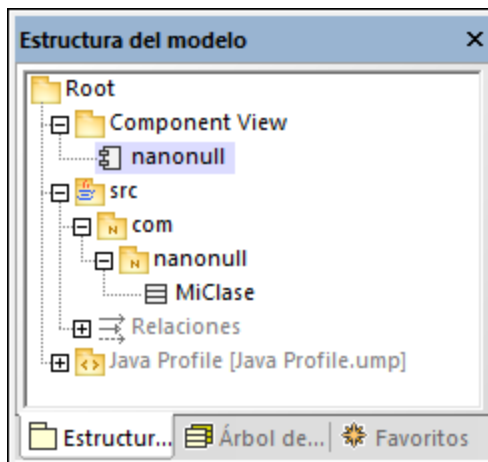 Estructura del modelo
Root
Component View
nanonull
src
com
nanonull
MiClase
Relaciones
Java Profile [Java Profile.ump]
Estructur... Árbol de... Favoritos